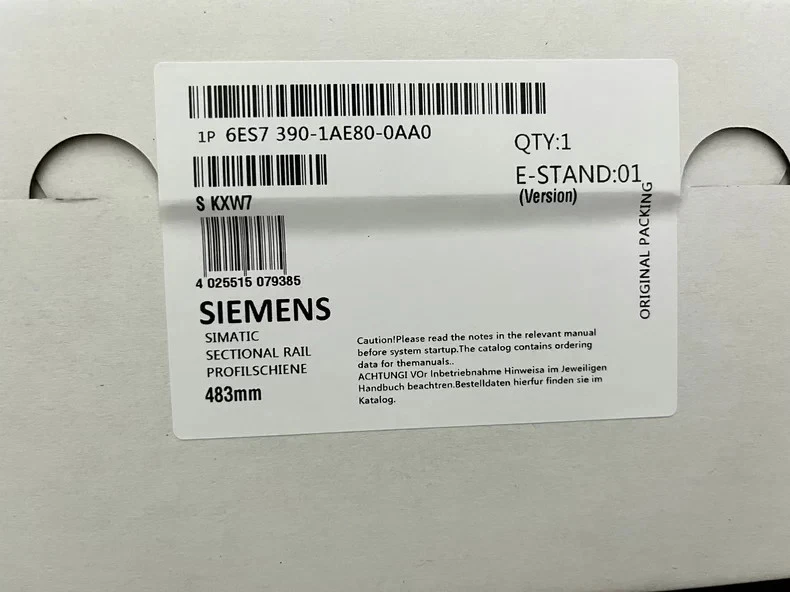 1P 6ES7 390-1AE80-0AA0
QTY:1
E-STAND:01
(Version)
S KXW7
4 025515 079385
ORIGINAL PACKING
SIEMENS
SIMATIC
SECTIONAL RAIL
PROFILSCHIENE
483mm
Caution!Please read the notes in the relevant manual
before system startup.The catalog contains ordering
data for themanuals..
ACHTUNGI VOr Inbetriebnahme Hinweisa im Jeweiligen
Handbuch beachtren.Bestelldaten hierfur finden sie im
Katalog.